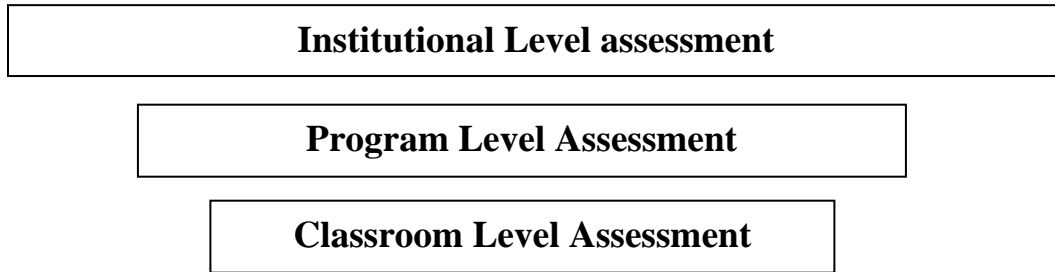 Institutional Level assessment
Program Level Assessment
Classroom Level Assessment